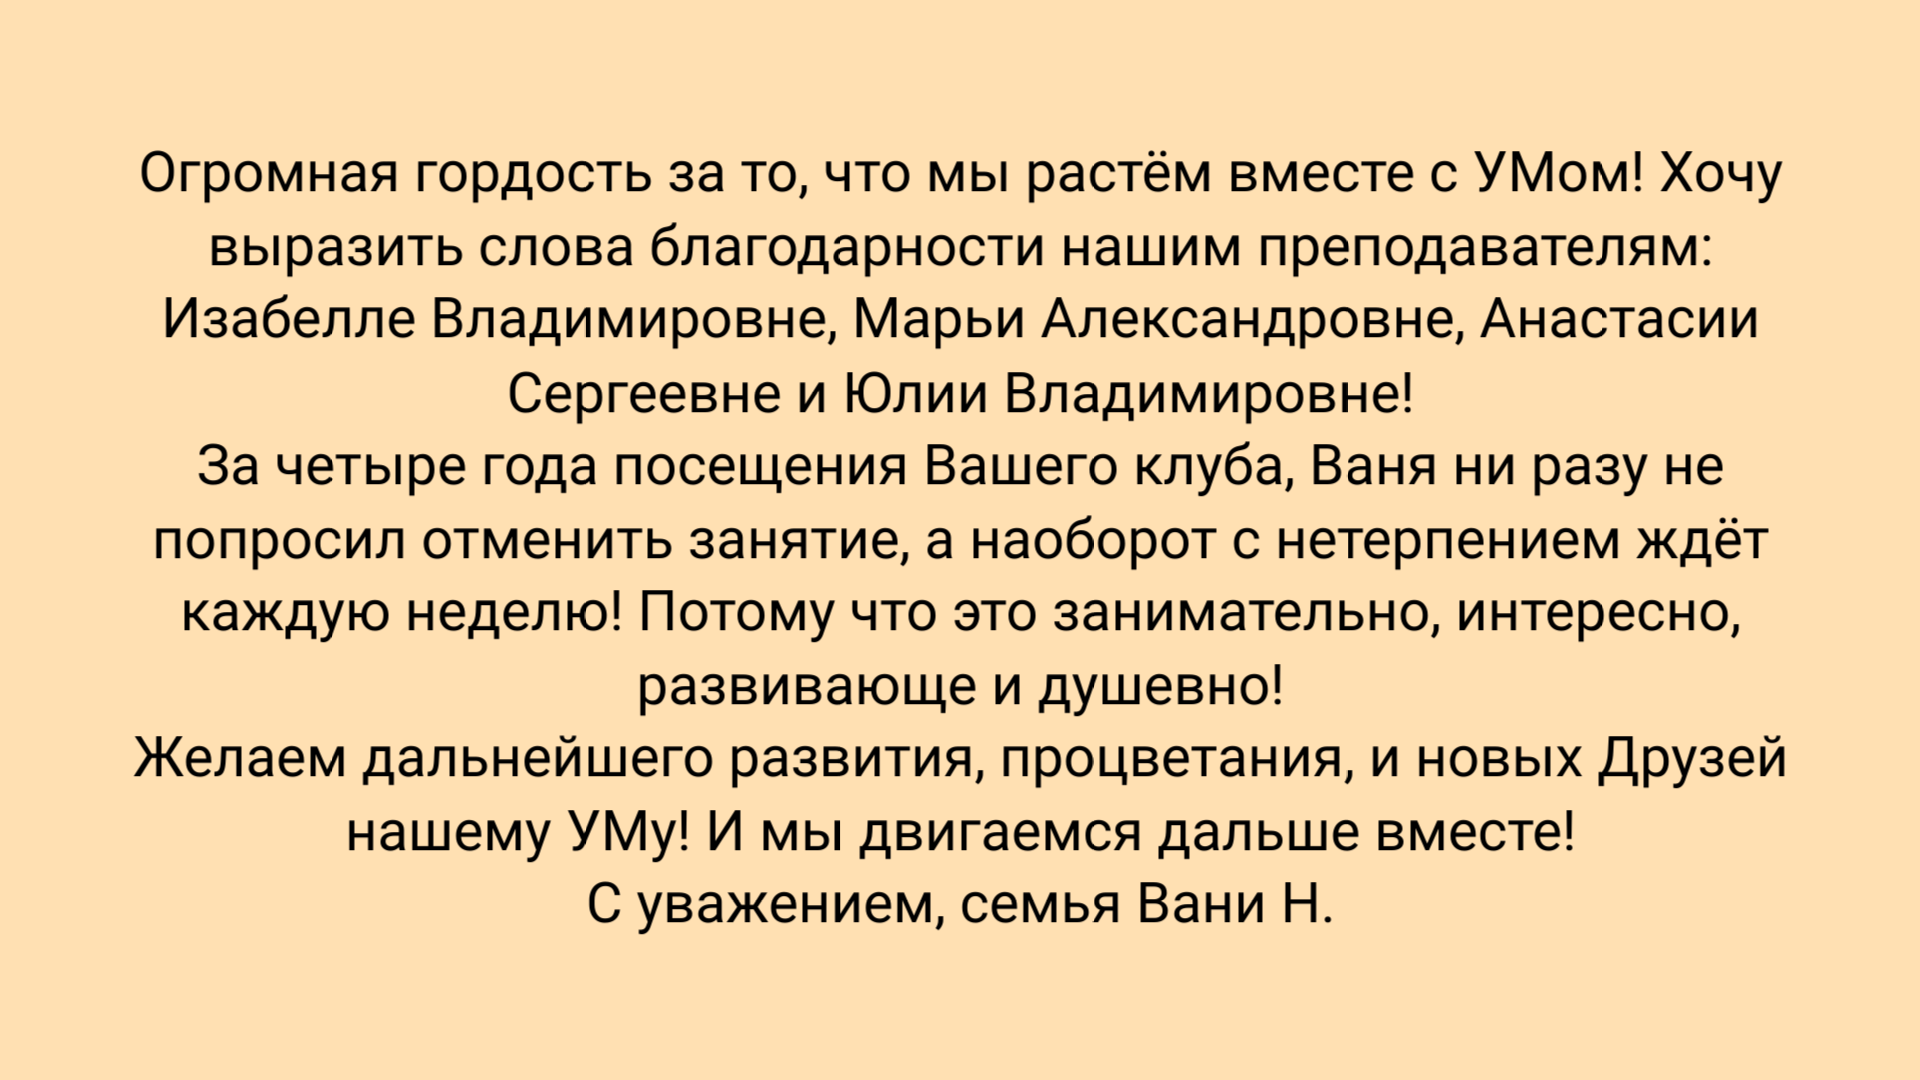 Огромная гордость за то, что мы растём вместе с УМом! Хочу
выразить слова благодарности нашим преподавателям:
Изабелле Владимировне, Марьи Александровне, Анастасии
Сергеевне и Юлии Владимировне!
За четыре года посещения Вашего клуба, Ваня ни разу не
попросил отменить занятие, а наоборот с нетерпением ждёт
каждую неделю! Потому что это занимательно, интересно,
развивающе и душевно!
Желаем дальнейшего развития, процветания, и новых Друзей
нашему УМу! И мы двигаемся дальше вместе!
С уважением, семья Вани Н.